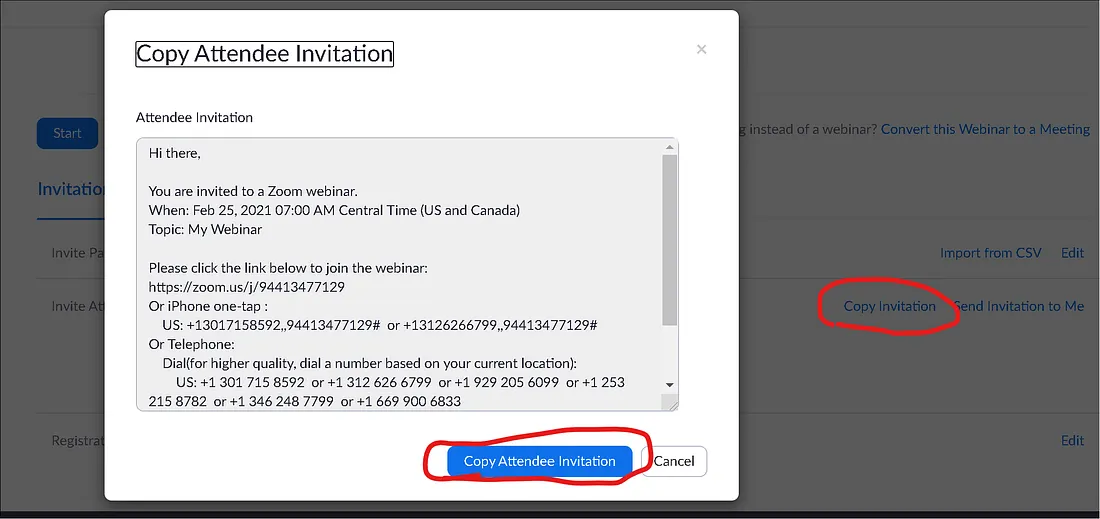 Copy Attendee Invitation
×
Attendee Invitation
Hi there,
You are invited to a Zoom webinar.
When: Feb 25, 2021 07:00 AM Central Time (US and Canada)
Topic: My Webinar
Please click the link below to join the webinar:
https://zoom.us/j/94413477129
Or iPhone one-tap :
US: +13017158592,,94413477129# or +13126266799,,94413477129#
Or Telephone:
Dial(for higher quality, dial a number based on your current location):
US: +1 301 715 8592 or +1 312 626 6799 or +1 929 205 6099 or +1 253
215 8782 or +1 346 248 7799 or +1 669 900 6833
Copy Attendee Invitation Cancel
Start
g instead of a webinar? Convert this Webinar to a Meeting
Invitatio
Invite Pa
Import from CSV Edit
Invite At
Copy Invitation Send Invitation to Me
Registrat
Edit